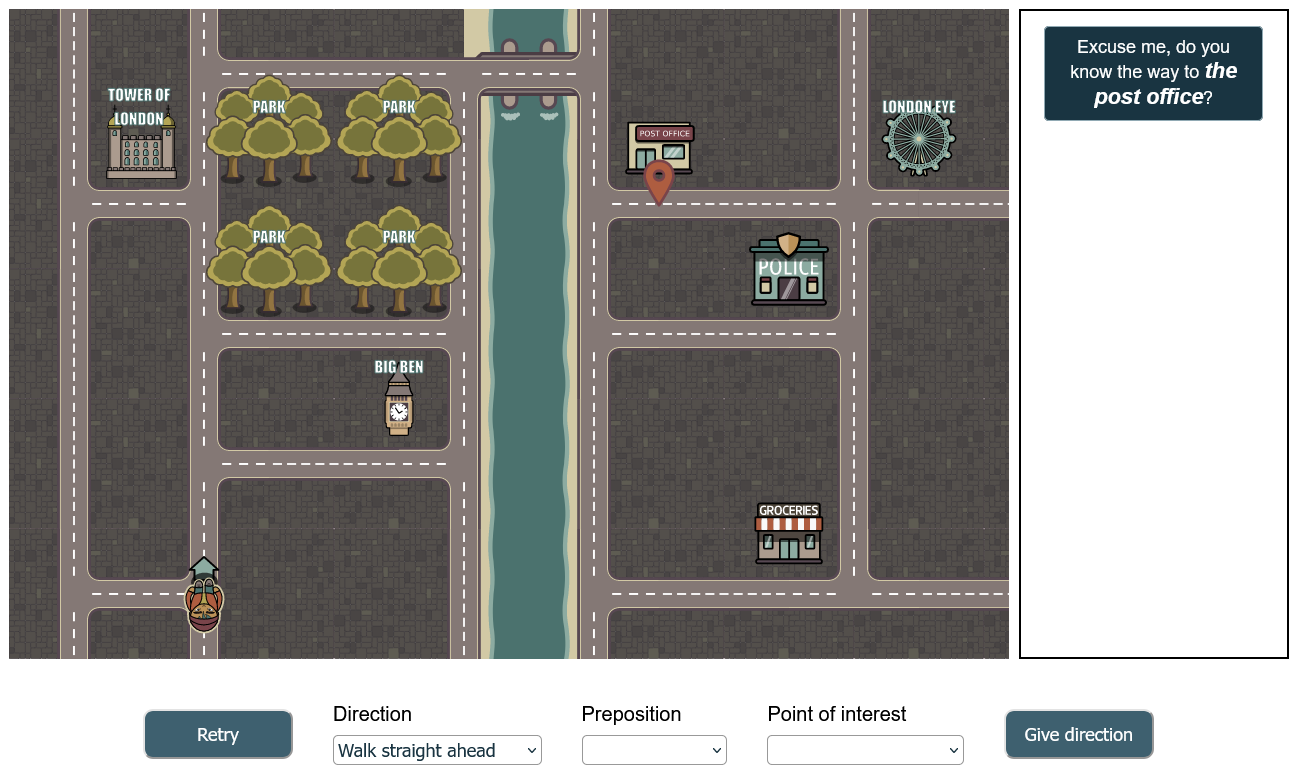 TOWER OF
LONDON
PARK
PARK
PARK
PARK
BIG BEN
POST OFFICE
POLICE
LONDON EYE
GROCERIES
Excuse me, do you
know the way to the
post office?
Retry
Direction
Walk straight ahead
Preposition
Point of interest
Give direction